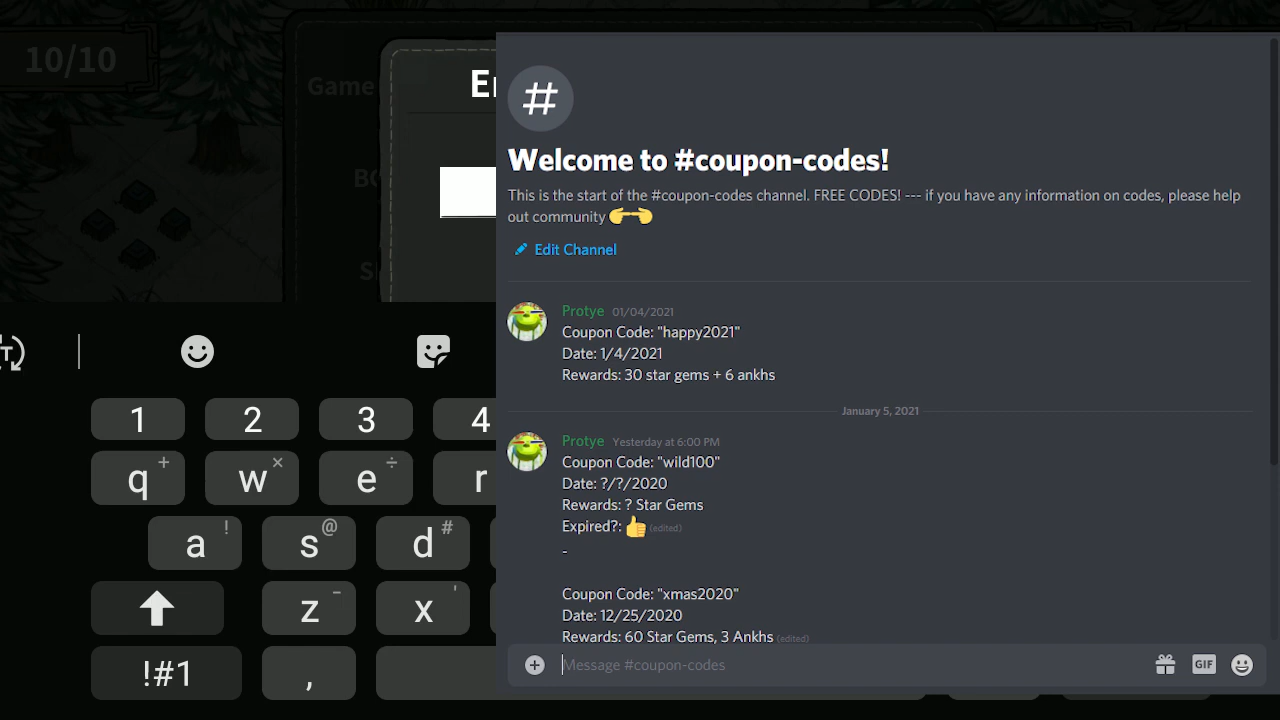 10/10
Game
#
Welcome to #coupon-codes!
This is the start of the #coupon-codes channel. FREE CODES! --- if you have any information on codes, please help
out community
Edit Channel
Protye 01/04/2021
Coupon Code: "happy2021"
Date: 1/4/2021
Rewards: 30 star gems + 6 ankhs
January 5, 2021
Protye Yesterday at 6:00 PM
Coupon Code: "wild100"
Date: ?/?/2020
Rewards: ? Star Gems
Expired?: (edited)
-
Coupon Code: "xmas2020"
Date: 12/25/2020
Rewards: 60 Star Gems, 3 Ankhs (edited)
Message #coupon-codes
GIF
T
1 2 3 4
q + w × e ÷ r
a ! s @ d #
z - x '
!#1 ,